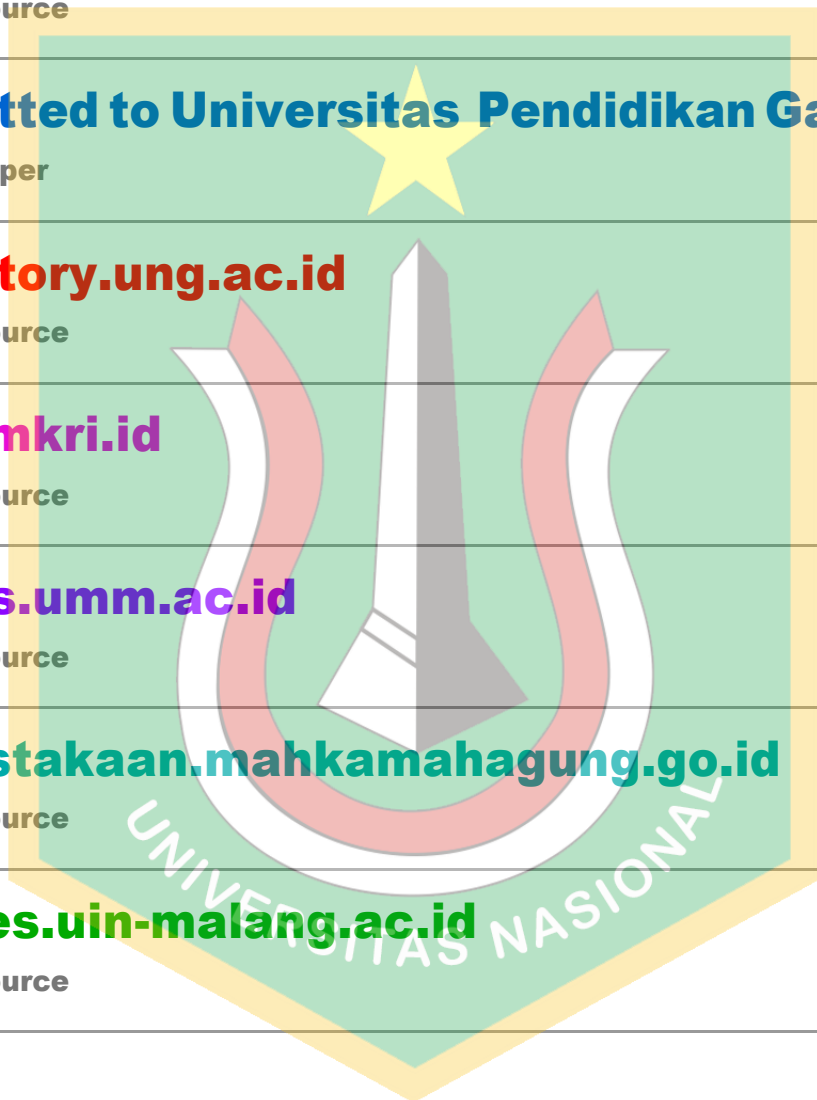 urce
tted to Universitas Pendidikan Ga
per
tory.ung.ac.id
urce
mkri.id
urce
s.umm.ac.id
urce
stakaan.mahkamahagung.go.id
urce
es.uin-malang.ac.id
urce
UNIVERSITAS NASIONAL